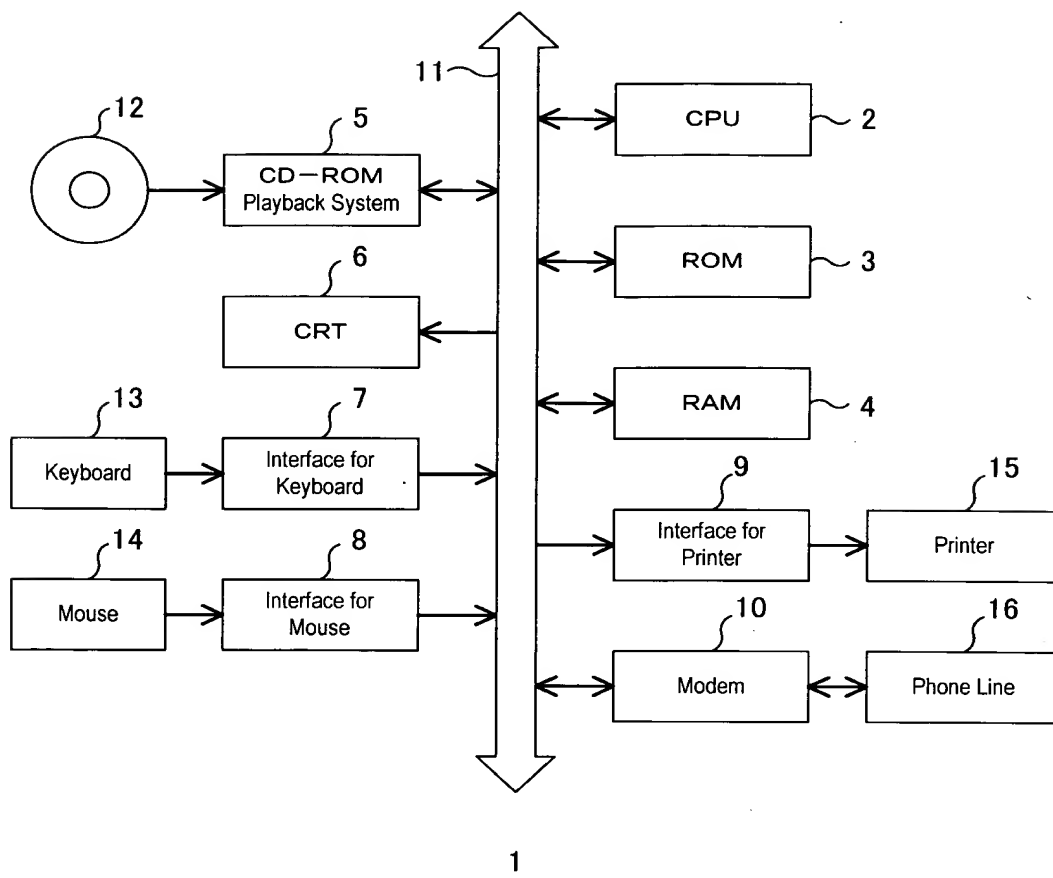 11
12
5
CPU
2
CD-ROM
Playback System
6
ROM
3
CRT
13
7
RAM
4
Keyboard
Interface for
Keyboard
9
15
14
8
Interface for
Printer
Printer
Mouse
Interface for
Mouse
10
16
Modem
Phone Line
1